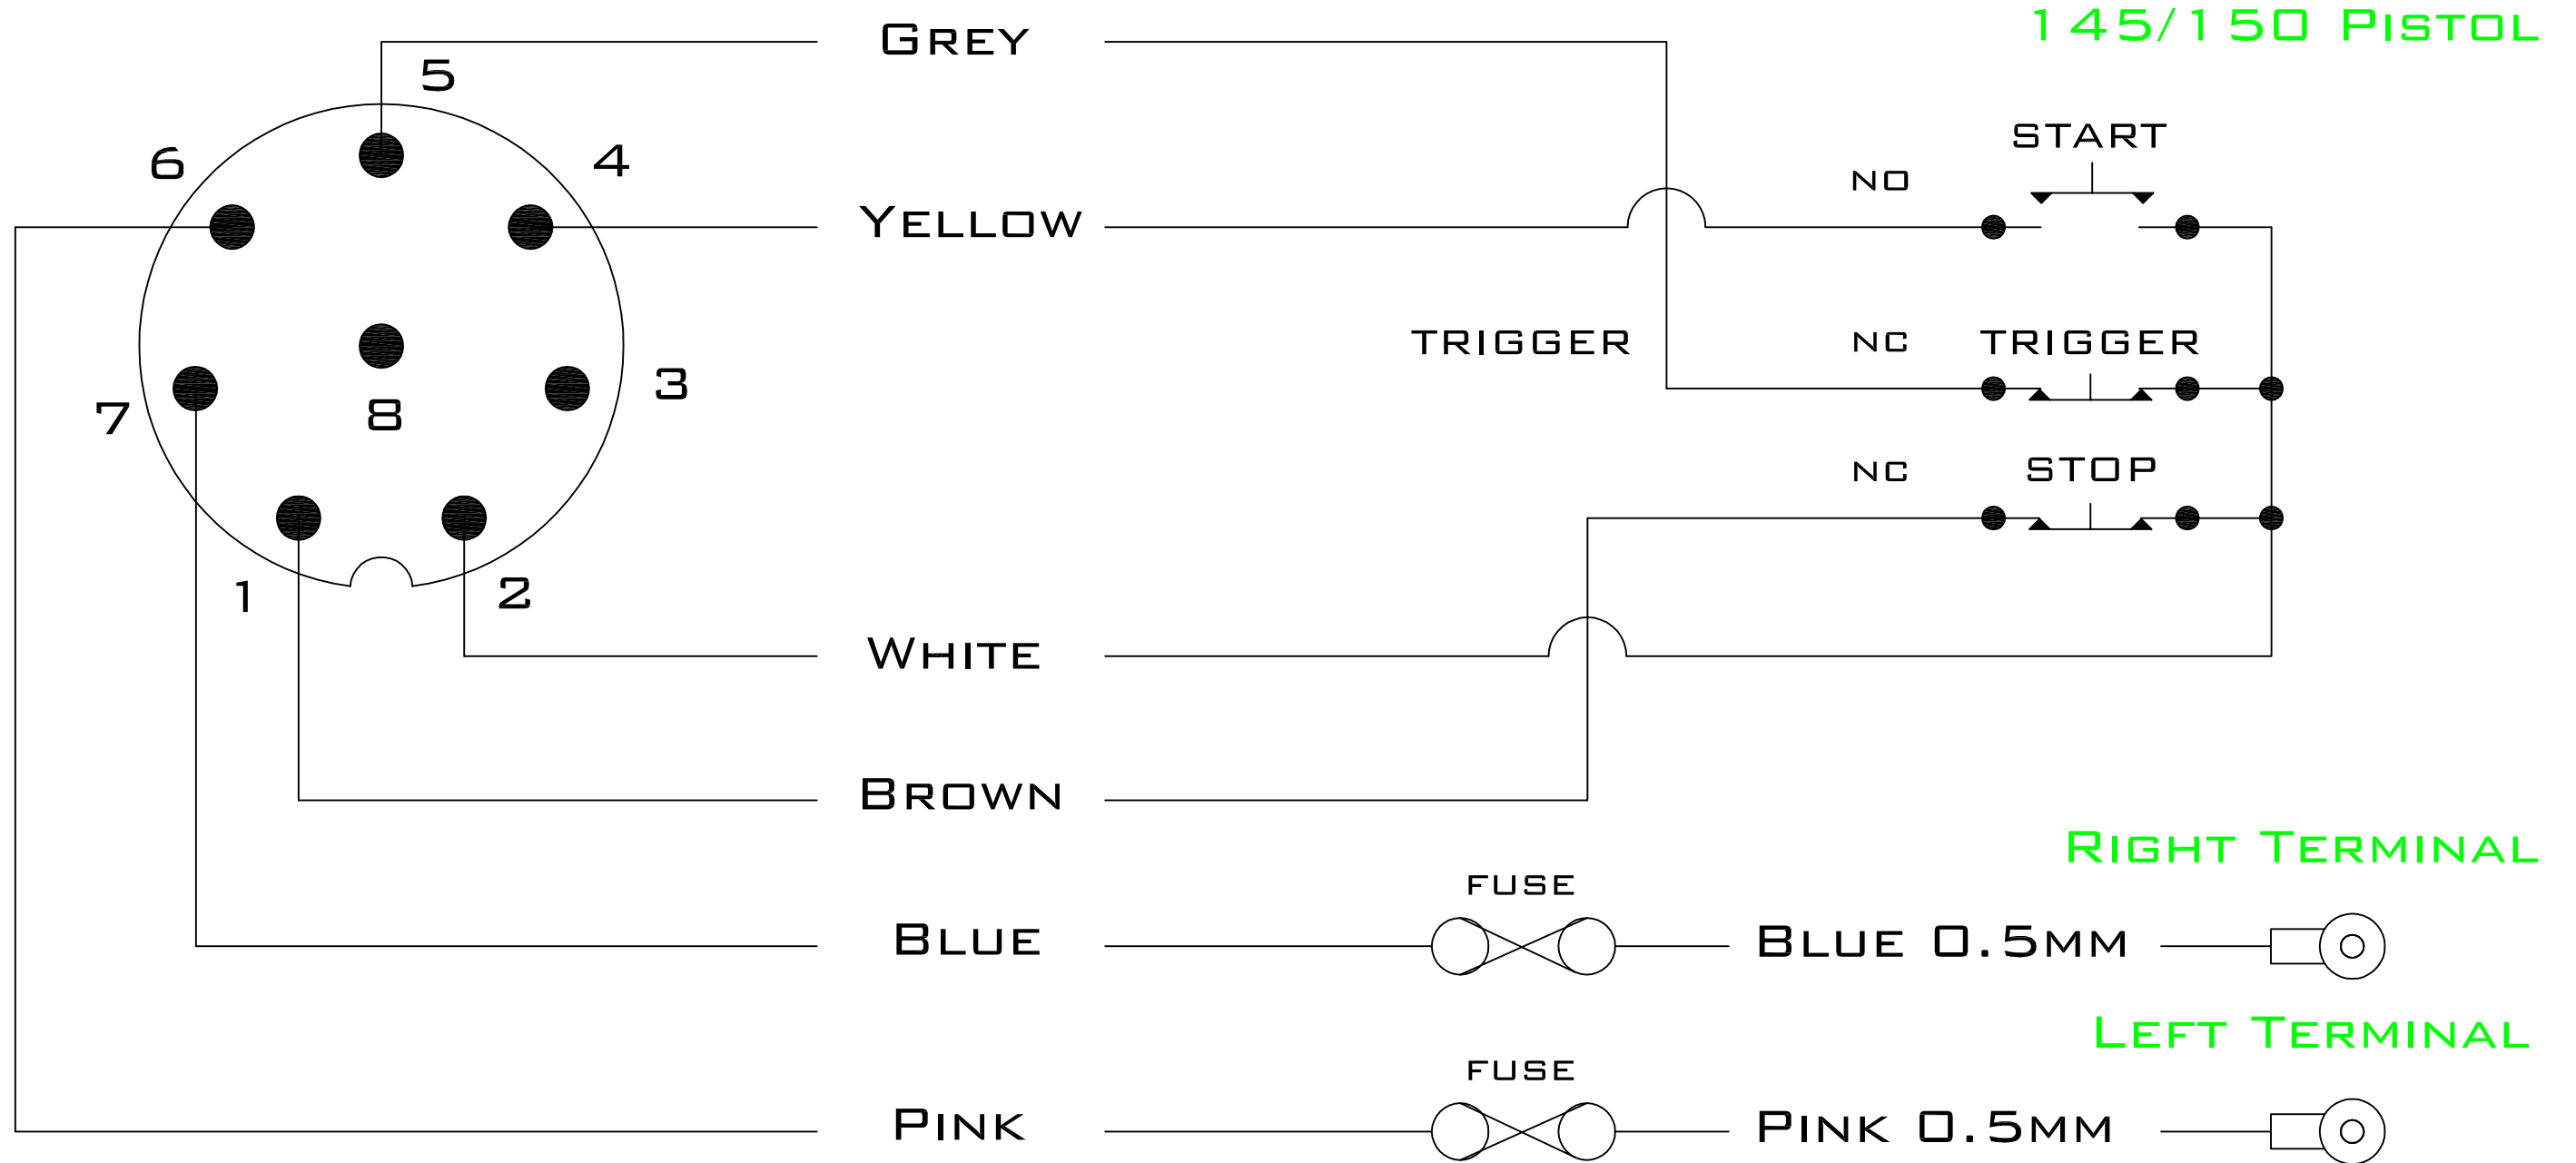 145/150 Pistol
Grey
5
START
6
4
NO
Yellow
TRIGGER
NC
TRIGGER
3
7
8
NC
STOP
1
2
White
Brown
Right Terminal
FUSE
Blue
Blue 0.5mm
Left Terminal
FUSE
Pink
Pink 0.5mm